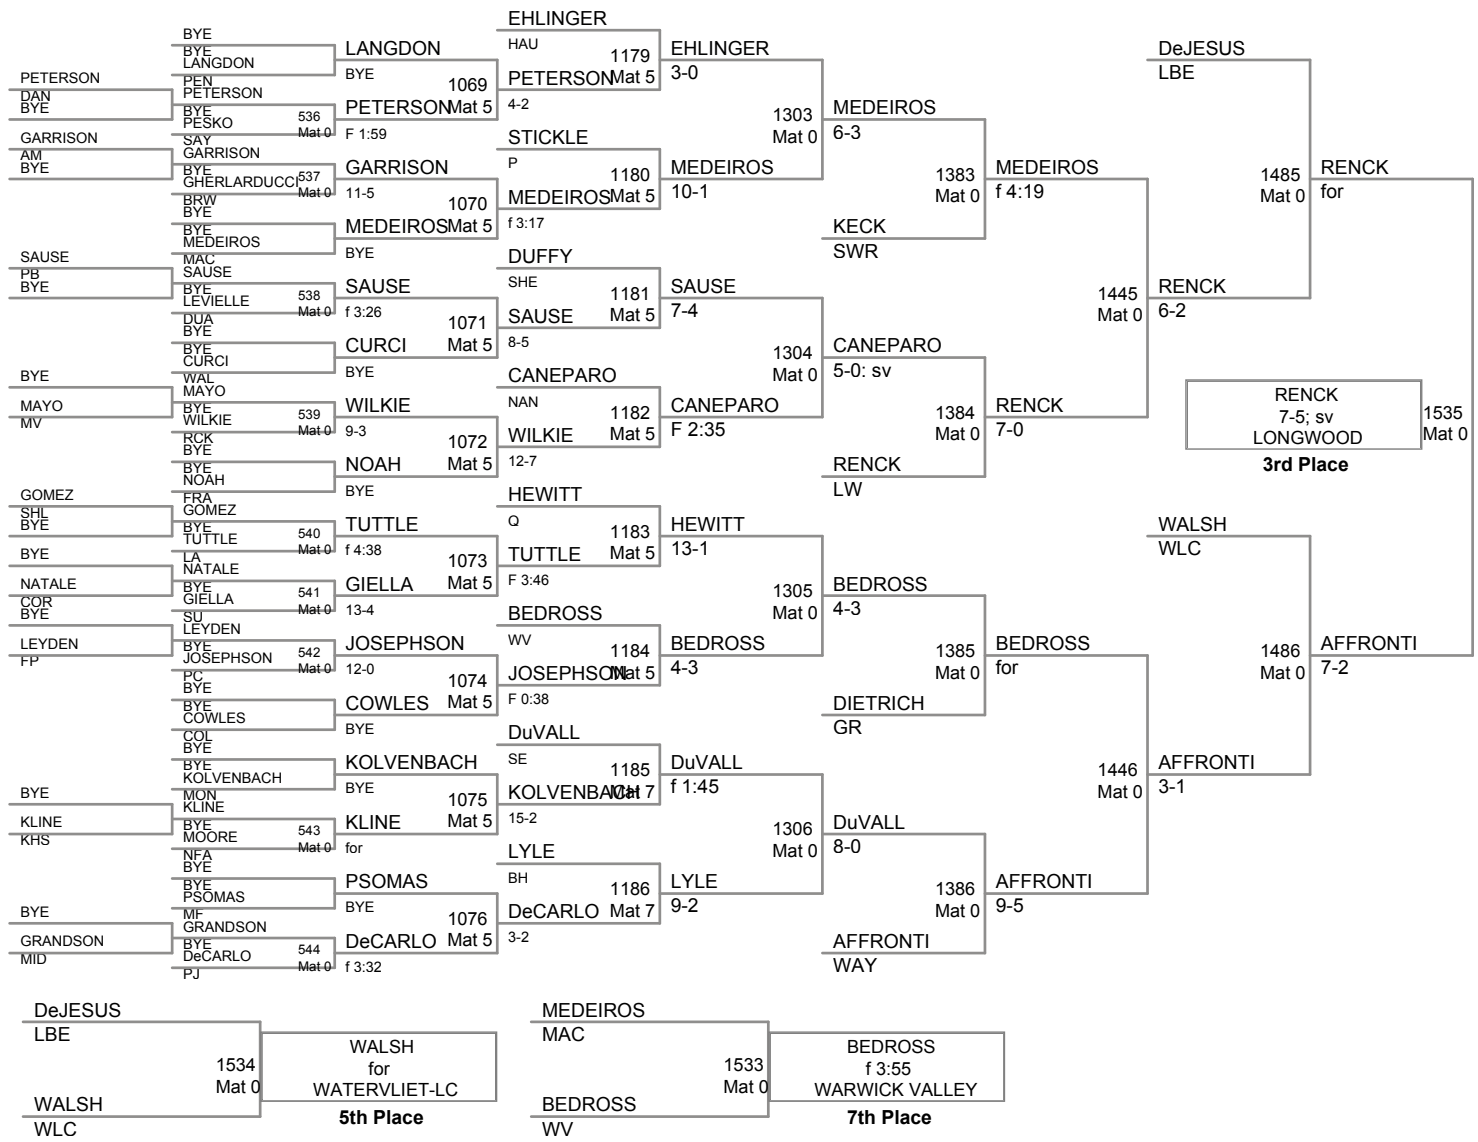 PETERSON
DAN
BYE
GARRISON
AM
BYE
SAUSE
PB
BYE
BYE
MAYO
MV
GOMEZ
SHL
BYE
BYE
NATALE
COR
BYE
LEYDEN
FP
BYE
KLINE
KHS
BYE
GRANDSON
MID
BYE
BYE
LANGDON
PEN
PETERSON
BYE
PESKO
536
Mat 0
SAY
GARRISON
BYE
GHERLARDUCCI
537
Mat 0
BRW
BYE
BYE
MEDEIROS
MAC
SAUSE
BYE
LEVIELLE
538
Mat 0
DUA
BYE
BYE
CURCI
WAL
MAYO
BYE
WILKIE
539
Mat 0
RCK
BYE
BYE
NOAH
FRA
GOMEZ
BYE
TUTTLE
540
Mat 0
LA
NATALE
BYE
GIELLA
541
Mat 0
SU
LEYDEN
BYE
JOSEPHSON
542
Mat 0
PC
BYE
BYE
COWLES
COL
BYE
BYE
KOLVENBACH
MON
KLINE
BYE
MOORE
543
Mat 0
NFA
BYE
BYE
PSOMAS
MF
GRANDSON
BYE
DeCARLO
544
Mat 0
PJ
LANGDON
BYE
1069
Mat 5
PETERSON
F 1:59
GARRISON
11-5
1070
Mat 5
MEDEIROS
BYE
SAUSE
f 3:26
1071
Mat 5
CURCI
BYE
WILKIE
9-3
1072
Mat 5
NOAH
BYE
TUTTLE
f 4:38
1073
Mat 5
GIELLA
13-4
JOSEPHSON
12-0
1074
Mat 5
COWLES
BYE
KOLVENBACH
BYE
1075
Mat 5
KLINE
for
PSOMAS
BYE
1076
Mat 5
DeCARLO
f 3:32
EHLINGER
HAU
1179
Mat 5
PETERSON
4-2
STICKLE
P
1180
Mat 5
MEDEIROS
f 3:17
DUFFY
SHE
1181
Mat 5
SAUSE
8-5
CANEPARO
NAN
1182
Mat 5
WILKIE
12-7
HEWITT
Q
1183
Mat 5
TUTTLE
F 3:46
BEDROSS
WV
1184
Mat 5
JOSEPHSON
F 0:38
DuVALL
SE
1185
Mat 7
KOLVENBACH
15-2
LYLE
BH
1186
Mat 7
DeCARLO
3-2
EHLINGER
3-0
1303
Mat 0
MEDEIROS
10-1
SAUSE
7-4
1304
Mat 0
CANEPARO
F 2:35
HEWITT
13-1
1305
Mat 0
BEDROSS
4-3
DuVALL
f 1:45
1306
Mat 0
LYLE
9-2
MEDEIROS
6-3
1383
Mat 0
KECK
SWR
CANEPARO
5-0: sv
1384
Mat 0
RENCK
LW
BEDROSS
4-3
1385
Mat 0
DIETRICH
GR
DuVALL
8-0
1386
Mat 0
AFFRONTI
WAY
MEDEIROS
f 4:19
1445
Mat 0
RENCK
7-0
BEDROSS
for
1446
Mat 0
AFFRONTI
9-5
DeJESUS
LBE
1485
Mat 0
RENCK
6-2
WALSH
WLC
1486
Mat 0
AFFRONTI
3-1
RENCK
for
1535
Mat 0
AFFRONTI
7-2
RENCK
7-5; sv
LONGWOOD
3rd Place
DeJESUS
LBE
1534
Mat 0
WALSH
WLC
WALSH
for
WATERVLIET-LC
5th Place
MEDEIROS
MAC
1533
Mat 0
BEDROSS
WV
BEDROSS
f 3:55
WARWICK VALLEY
7th Place